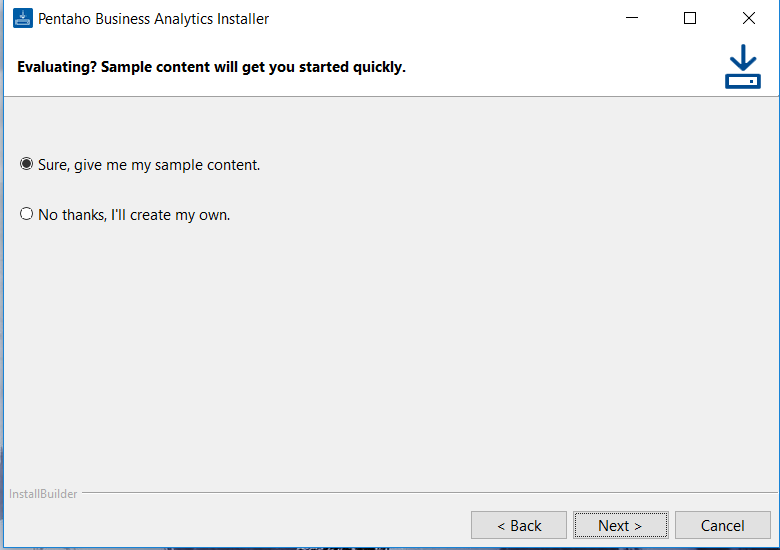 Pentaho Business Analytics Installer
Evaluating? Sample content will get you started quickly.
Sure, give me my sample content.
No thanks, I'll create my own.
InstallBuilder
< Back
Next >
Cancel